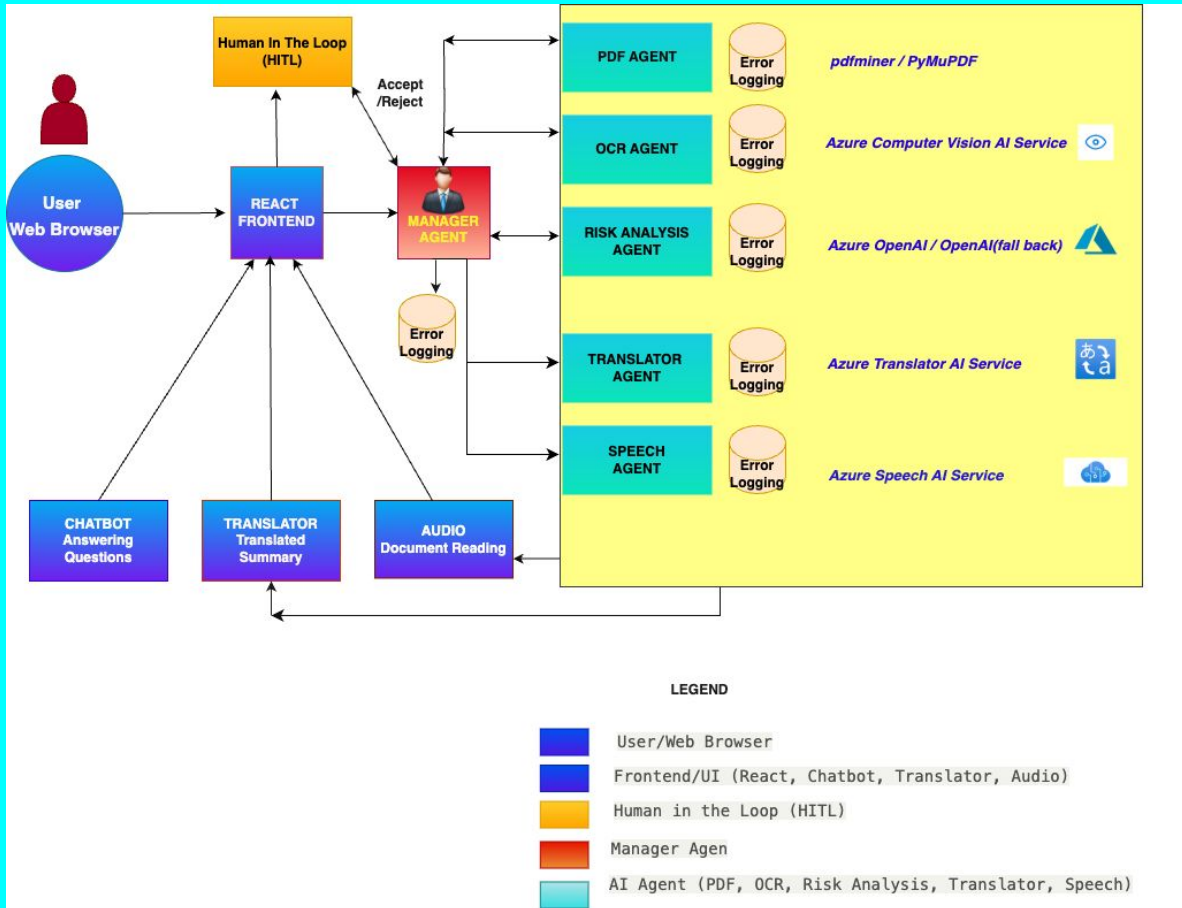 Human In The Loop
(HITL)
Accept
/Reject
User
Web Browser
REACT
FRONTEND
MANAGER
AGENT
Error
Logging
PDF AGENT
Error
Logging
pdfminer / PyMuPDF
OCR AGENT
Error
Logging
Azure Computer Vision AI Service
RISK ANALYSIS
AGENT
Error
Logging
Azure OpenAI / OpenAI(fall back)
TRANSLATOR
AGENT
Error
Logging
Azure Translator AI Service
あ
a
SPEECH
AGENT
Error
Logging
Azure Speech AI Service
CHATBOT
Answering
Questions
TRANSLATOR
Translated
Summary
AUDIO
Document Reading
LEGEND
User/Web Browser
Frontend/UI (React, Chatbot, Translator, Audio)
Human in the Loop (HITL)
Manager Agen
AI Agent (PDF, OCR, Risk Analysis, Translator, Speech)